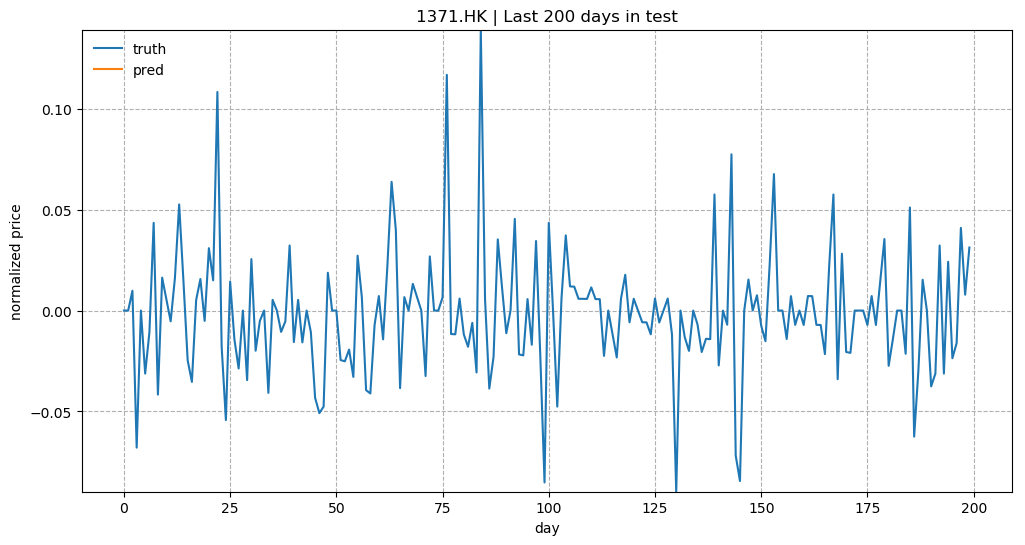 1371.HK | Last 200 days in test
truth
pred
normalized price
0.10
0.05
0.00
−0.05
0 25 50 75 100 125 150 175 200
day